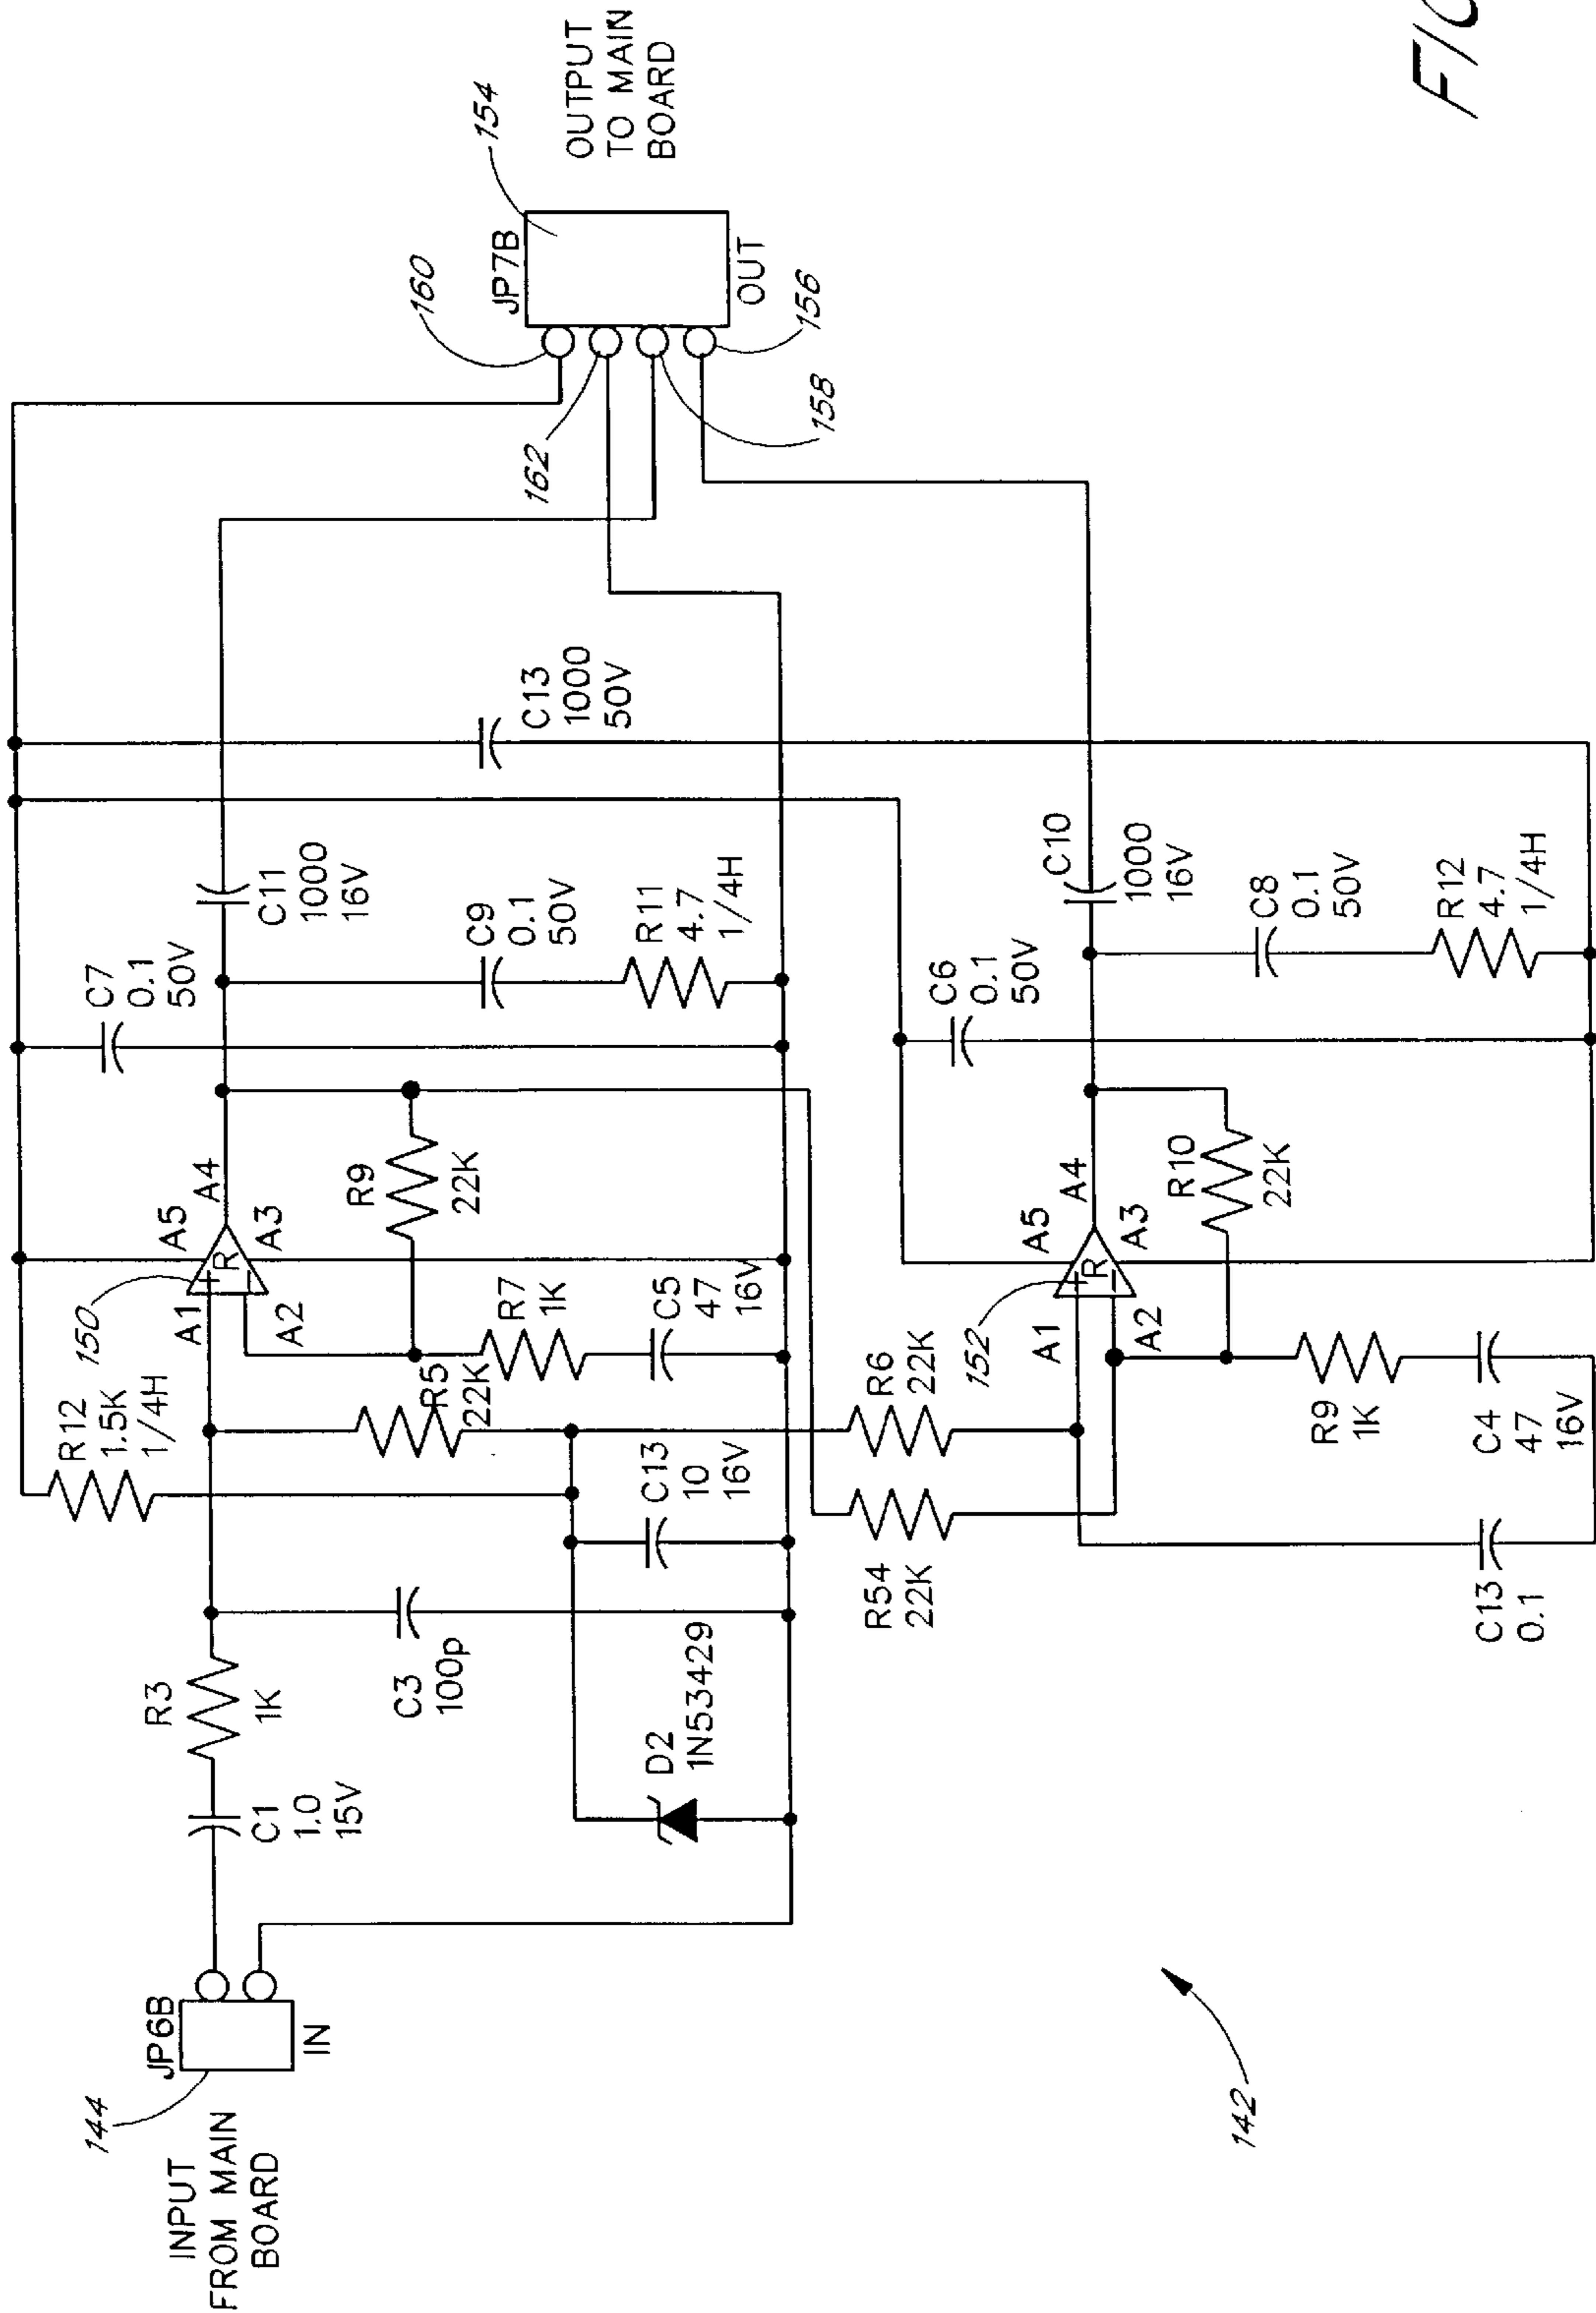 INPUT
FROM MAIN
BOARD
144
JP6B
IN
C1
1.0
15V
R3
1K
C3
100p
D2
1N53429
R12
1.5K
1/4H
C13
10
16V
R5
22K
150
A1
A2
A5
A4
A3
R
R7
1K
C5
47
16V
R9
22K
C7
0.1
50V
C11
1000
16V
C9
0.1
50V
R11
4.7
1/4H
C13
1000
50V
160
162
158
156
154
JP7B
OUT
OUTPUT
TO MAIN
BOARD
R54
22K
R6
22K
152
A1
A2
A5
A4
A3
R
R10
22K
R9
1K
C4
47
16V
C13
0.1
C6
0.1
50V
C10
1000
16V
C8
0.1
50V
R12
4.7
1/4H
142